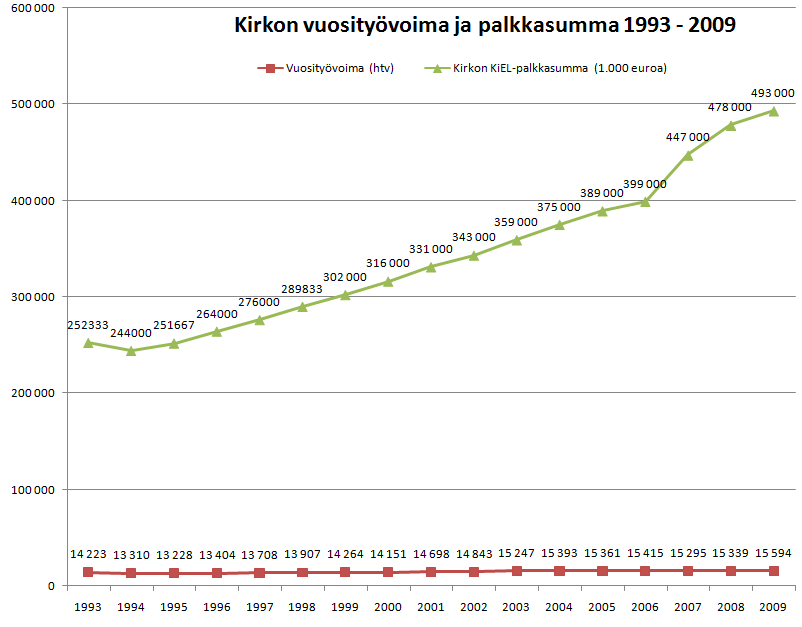 Kirkon vuosityövoima ja palkkasumma 1993 - 2009
Vuosityövoima (htv) Kirkon KiEL-palkkasumma (1.000 euroa)
600 000
500 000
400 000
300 000
200 000
100 000
0
252333 244000 251667 264000 276000 289833 302 000 316 000 331 000 343 000 359 000 375 000 389 000 399 000 447 000 478 000 493 000
14 223 13 310 13 228 13 404 13 708 13 907 14 264 14 151 14 698 14 843 15 247 15 393 15 361 15 415 15 295 15 339 15 594
1993 1994 1995 1996 1997 1998 1999 2000 2001 2002 2003 2004 2005 2006 2007 2008 2009